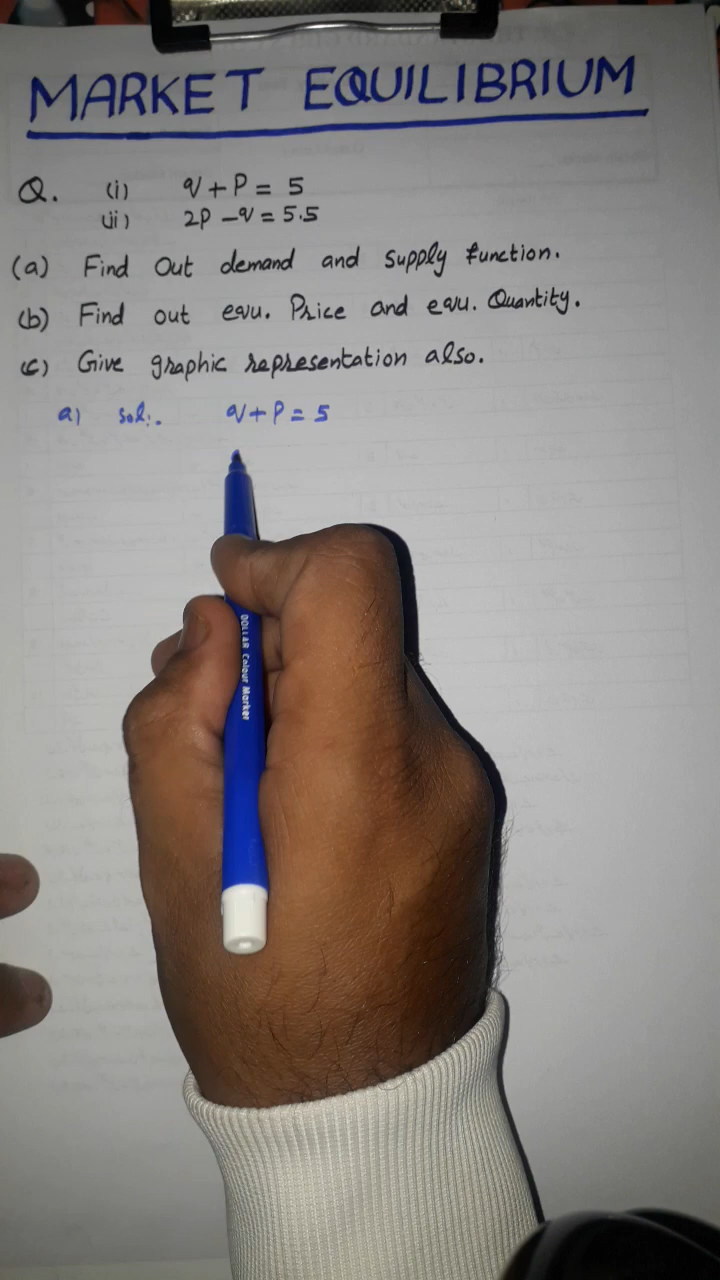 MARKET EQUILIBRIUM
Q. (i) q + P = 5
(ii) 2P - q = 5.5
(a) Find Out demand and supply function.
(b) Find out equ. Price and equ. Quantity.
(c) Give graphic representation also.
a) Sol:. q + P = 5
DOLLAR Colour Marker